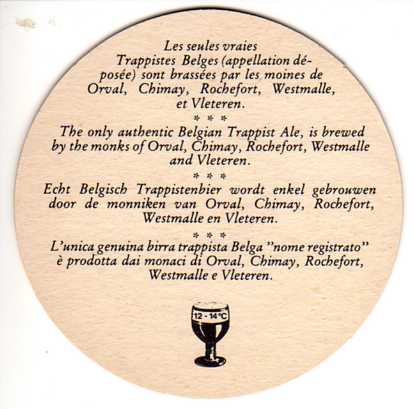 Les seules vraies
Trappistes Belges (appellation dé-
posée) sont brassées par les moines de
Orval, Chimay, Rochefort, Westmalle,
et Vleteren.
* * *
The only authentic Belgian Trappist Ale, is brewed
by the monks of Orval, Chimay, Rochefort, Westmalle
and Vleteren.
* * *
Echt Belgisch Trappistenbier wordt enkel gebrouwen
door de monniken van Orval, Chimay, Rochefort,
Westmalle en Vleteren.
* * *
L'unica genuina birra trappista Belga "nome registrato"
è prodotta dai monaci di Orval, Chimay, Rochefort,
Westmalle e Vleteren.
12 - 14°C